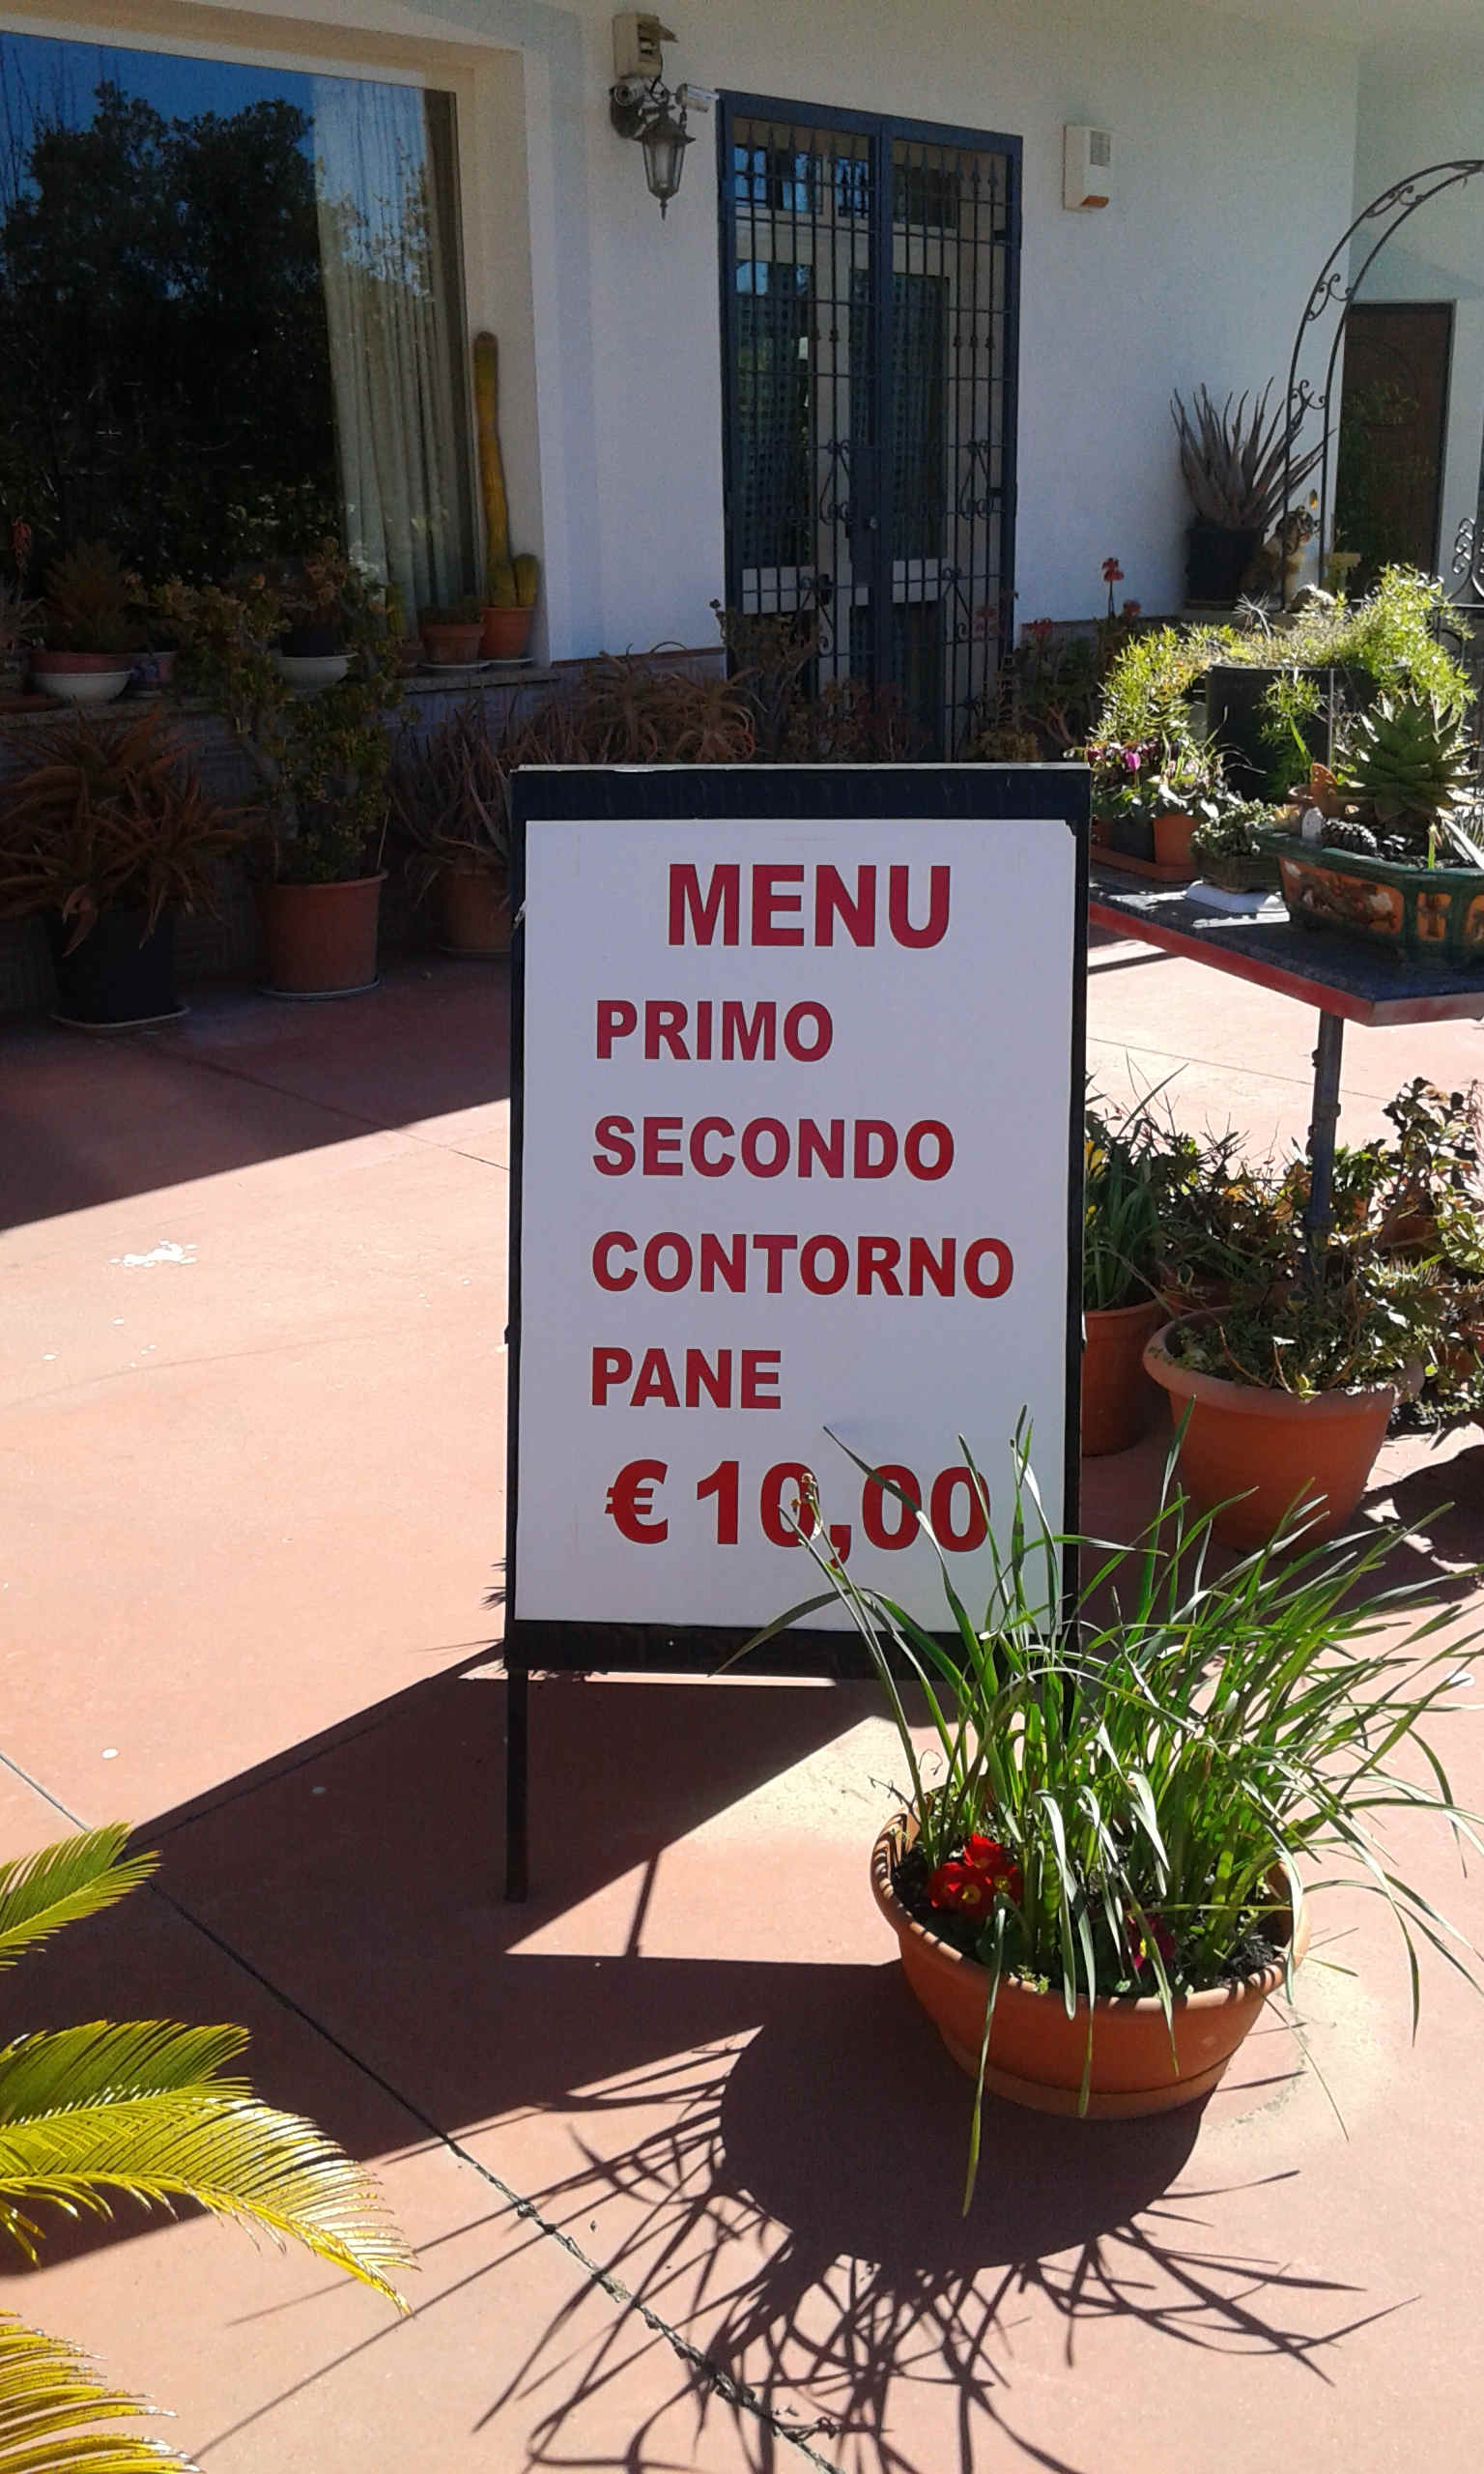 MENU
PRIMO
SECONDO
CONTORNO
PANE
€ 10,00